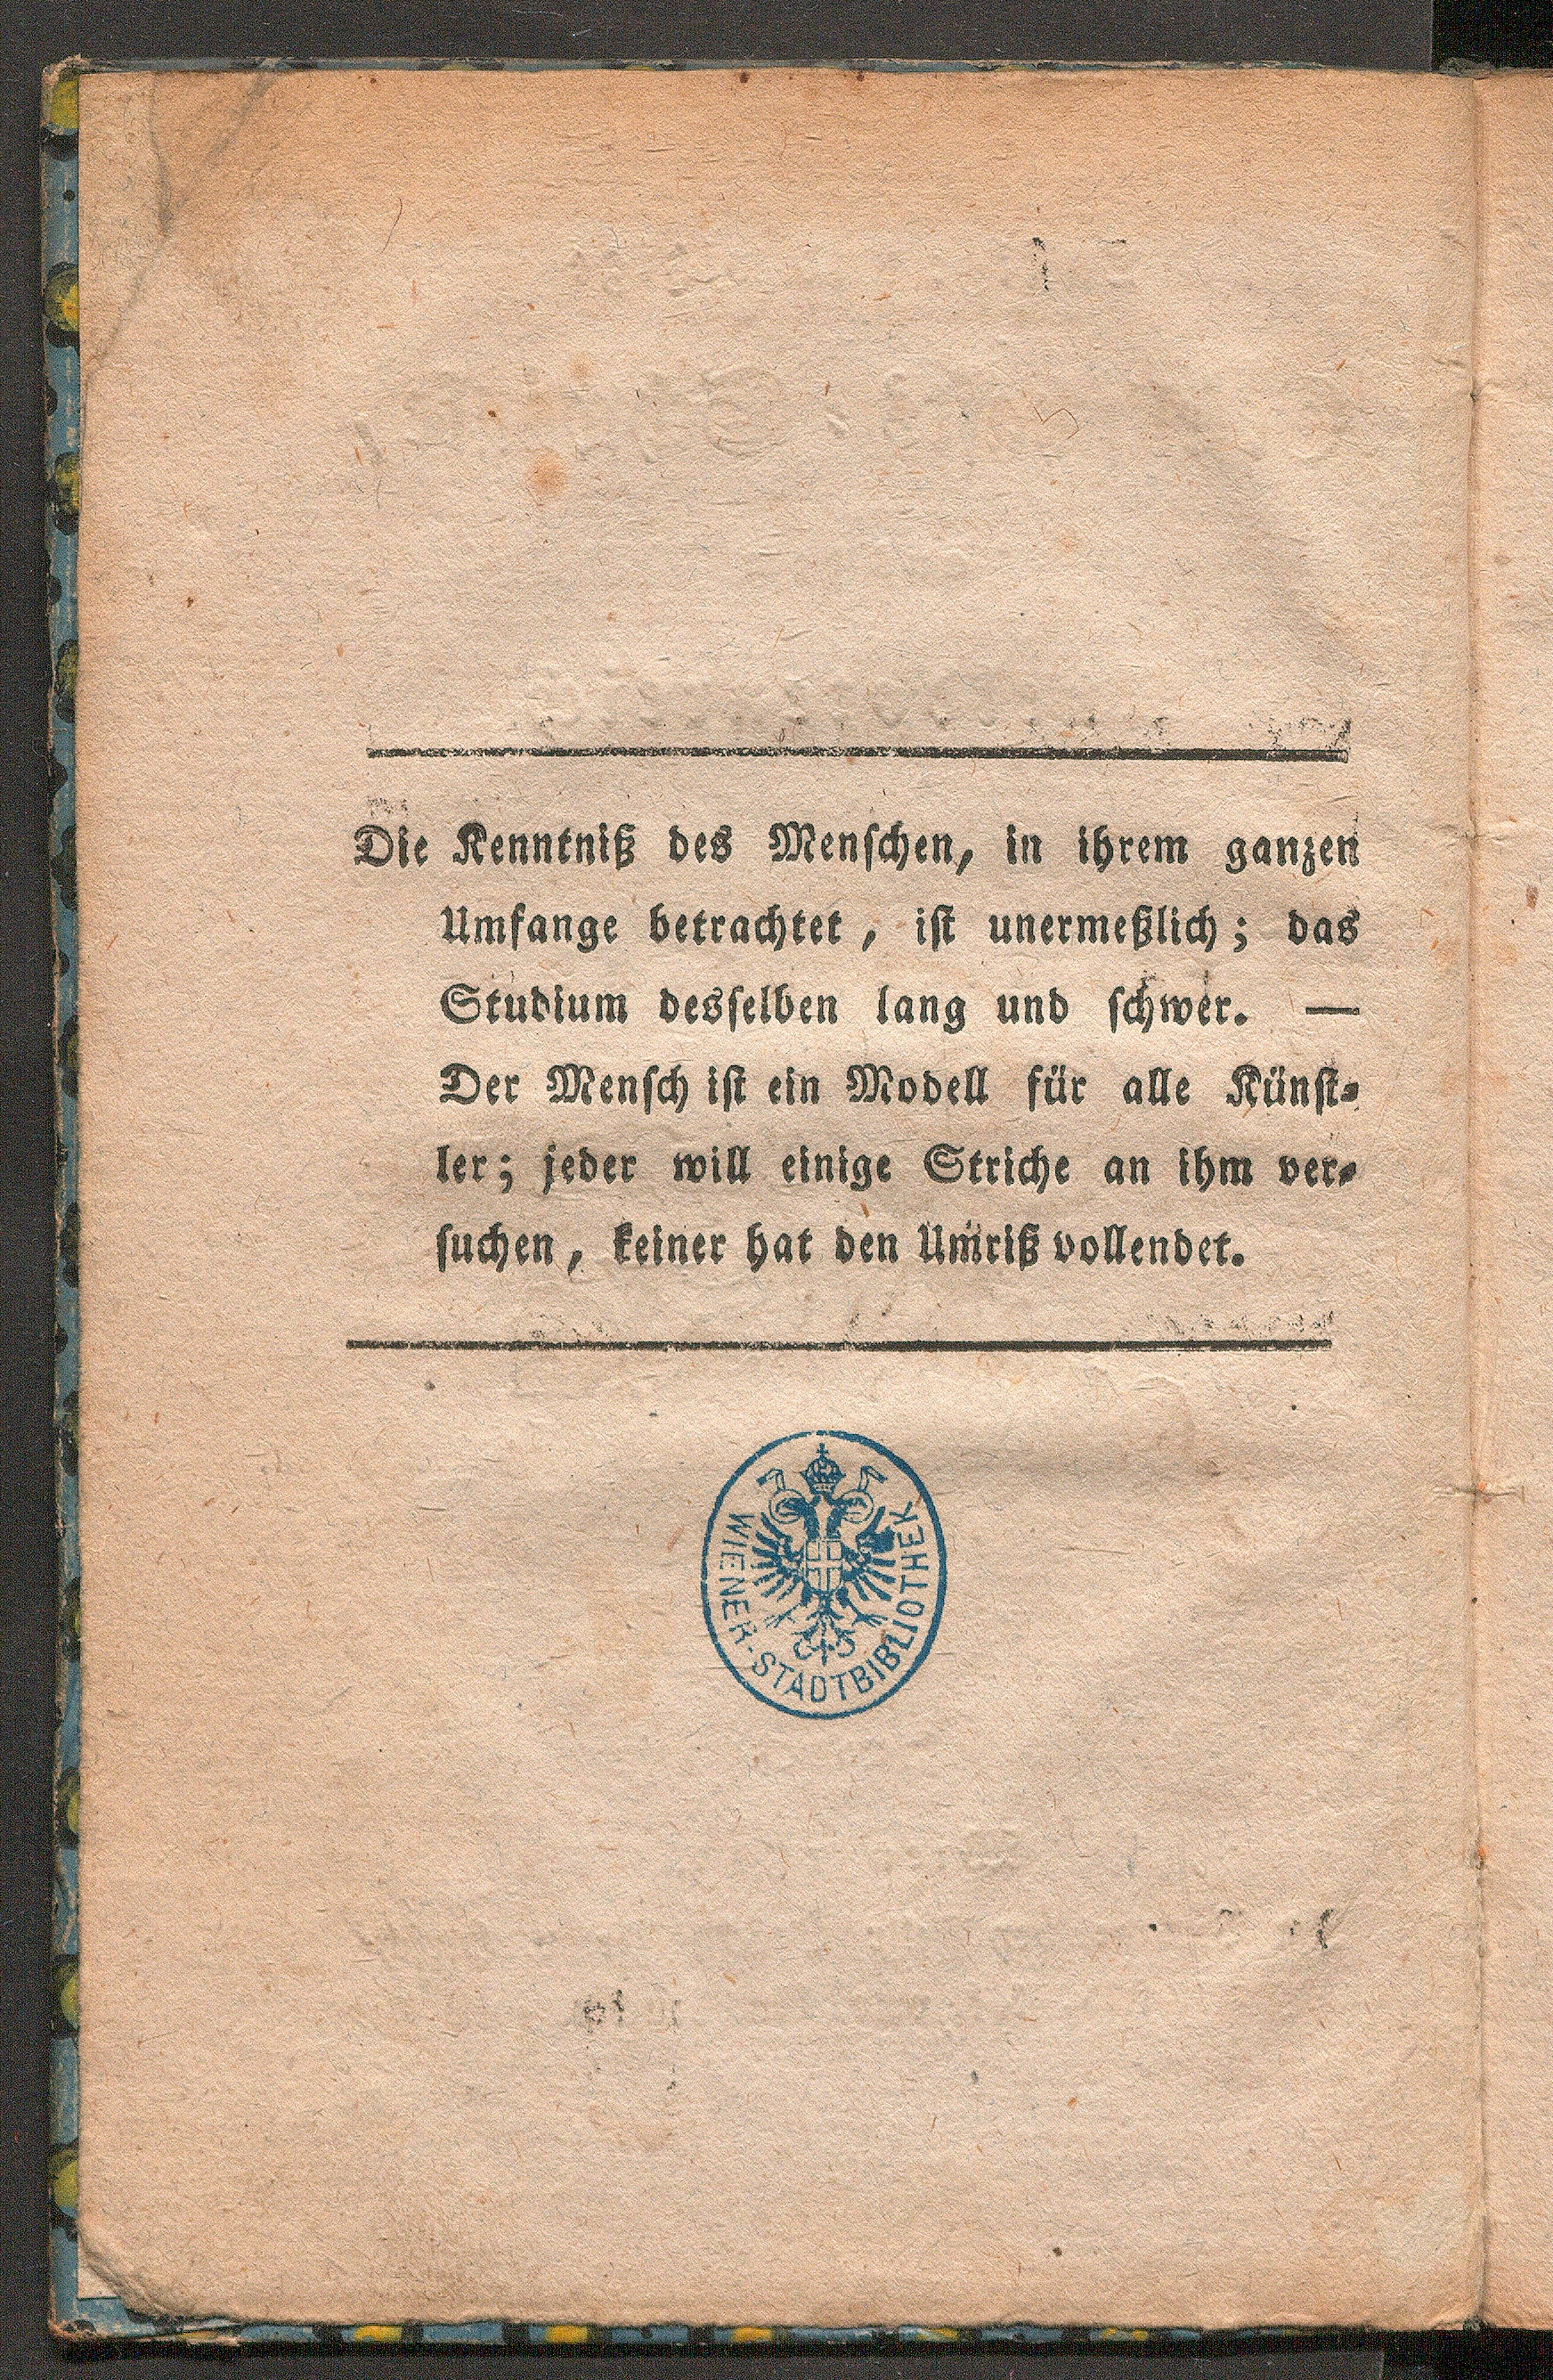 Die Kenntniß des Menschen, in ihrem ganzen
Umfange betrachtet, ist unermeßlich; das
Studium desselben lang und schwer. —
Der Mensch ist ein Modell für alle Künst-
ler; jeder will einige Striche an ihm ver-
suchen, keiner hat den Umriß vollendet.
WIENER-STADTBIBLIOTHEK